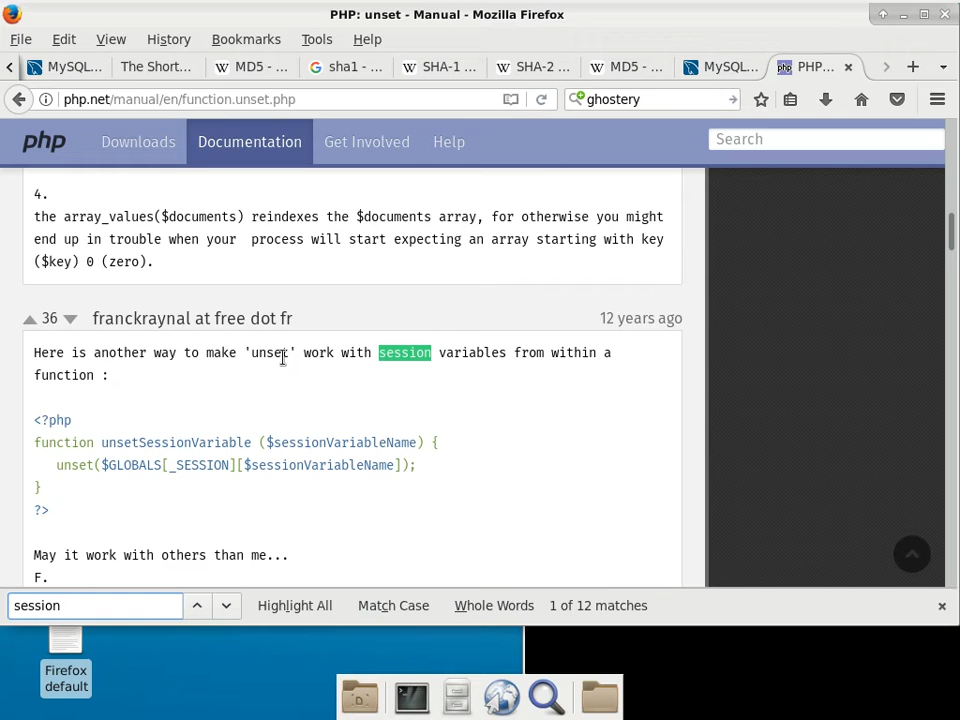 PHP: unset - Manual - Mozilla Firefox
File Edit View History Bookmarks Tools Help
MySQL... The Short... MD5 - ... sha1 - ... SHA-1 ... SHA-2 ... MD5 - ... MySQL... PHP...
php.net/manual/en/function.unset.php ghostery
php Downloads Documentation Get Involved Help Search
4.
the array_values($documents) reindexes the $documents array, for otherwise you might
end up in trouble when your process will start expecting an array starting with key
($key) 0 (zero).
36 franckraynal at free dot fr 12 years ago
Here is another way to make 'unset' work with session variables from within a
function :
<?php
function unsetSessionVariable ($sessionVariableName) {
unset($GLOBALS[_SESSION][$sessionVariableName]);
}
?>
May it work with others than me...
F.
session Highlight All Match Case Whole Words 1 of 12 matches
Firefox
default